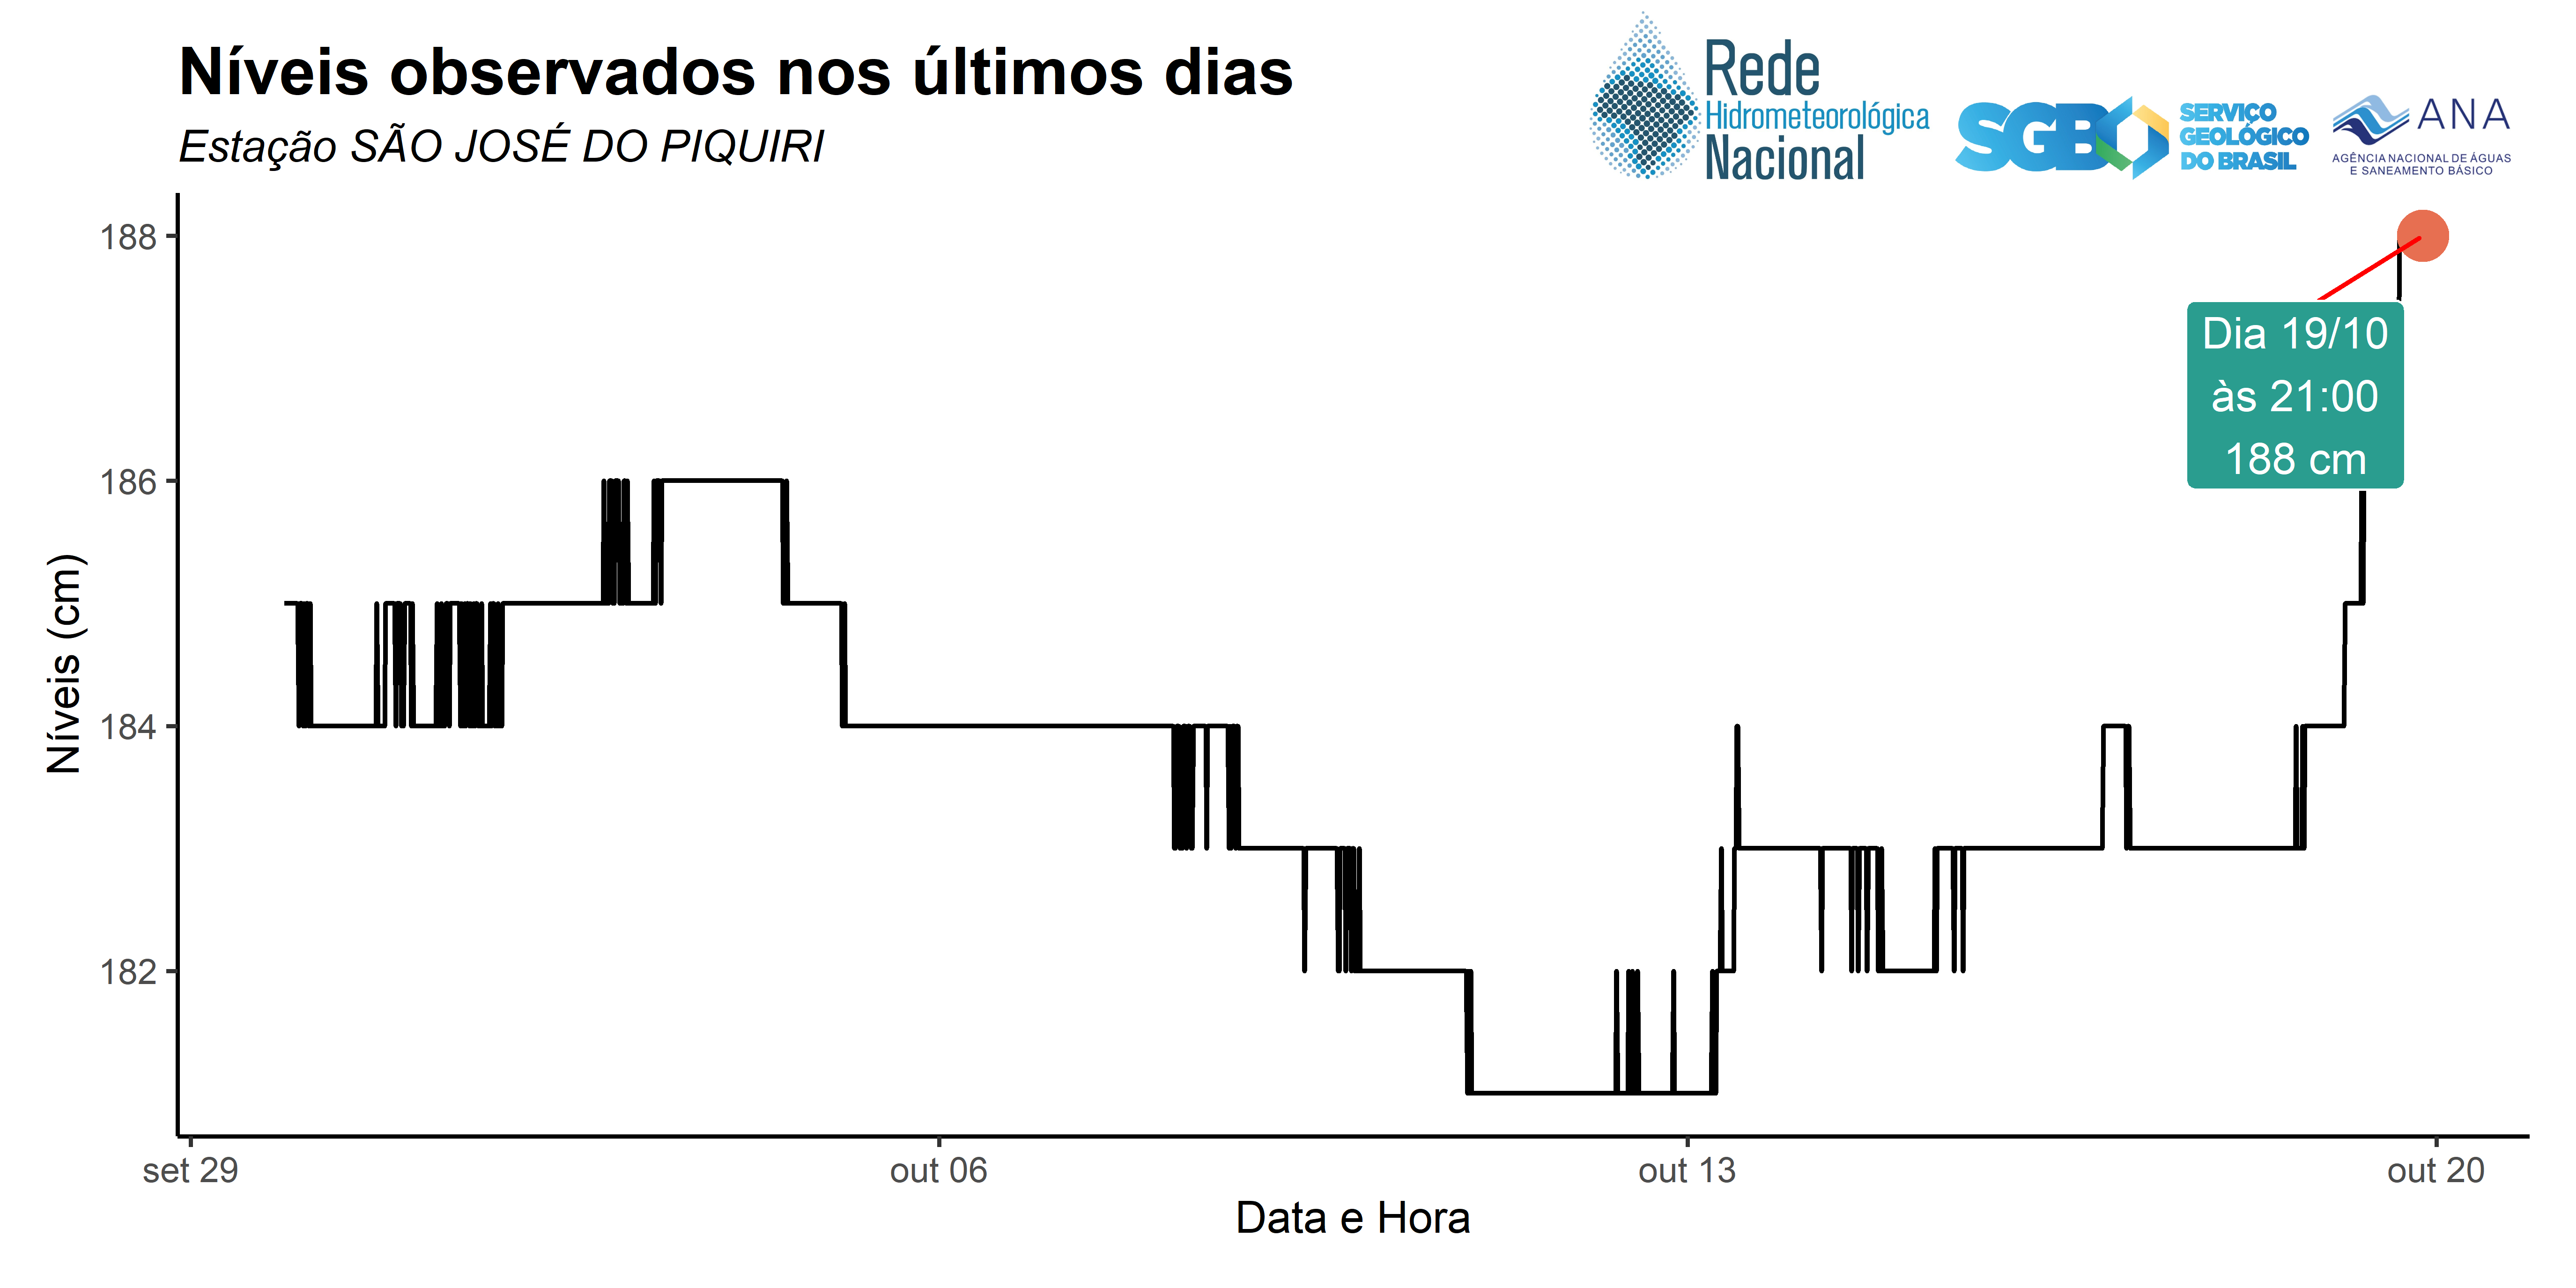 Níveis observados nos últimos dias
Estação SÃO JOSÉ DO PIQUIRI
Rede
Hidrometeorológica
Nacional
SGB
SERVIÇO
GEOLÓGICO
DO BRASIL
ANA
AGÊNCIA NACIONAL DE ÁGUAS
E SANEAMENTO BÁSICO
188
186
184
182
Níveis (cm)
Dia 19/10
às 21:00
188 cm
set 29
out 06
out 13
out 20
Data e Hora